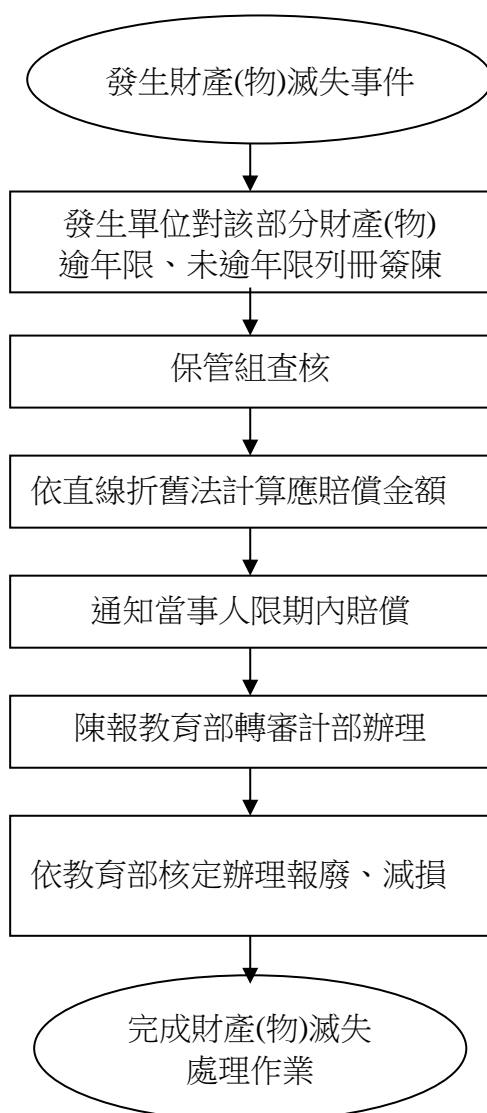 發生財產(物)滅失事件
發生單位對該部分財產(物)
逾年限、未逾年限列冊簽陳
保管組查核
依直線折舊法計算應賠償金額
通知當事人限期內賠償
陳報教育部轉審計部辦理
依教育部核定辦理報廢、減損
完成財產(物)滅失
處理作業